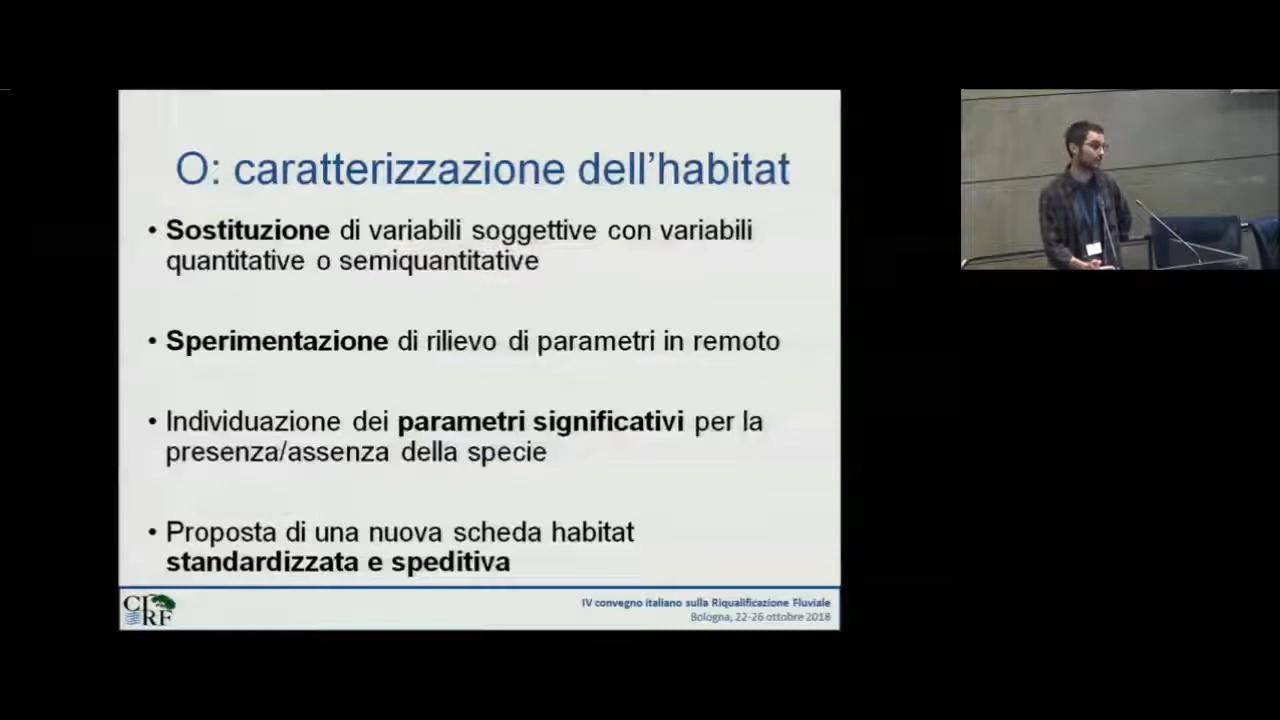 O: caratterizzazione dell'habitat
• Sostituzione di variabili soggettive con variabili
quantitative o semiquantitative
• Sperimentazione di rilievo di parametri in remoto
• Individuazione dei parametri significativi per la
presenza/assenza della specie
• Proposta di una nuova scheda habitat
standardizzata e speditiva
CIRF
IV convegno italiano sulla Riqualificazione Fluviale
Bologna, 22-26 ottobre 2018